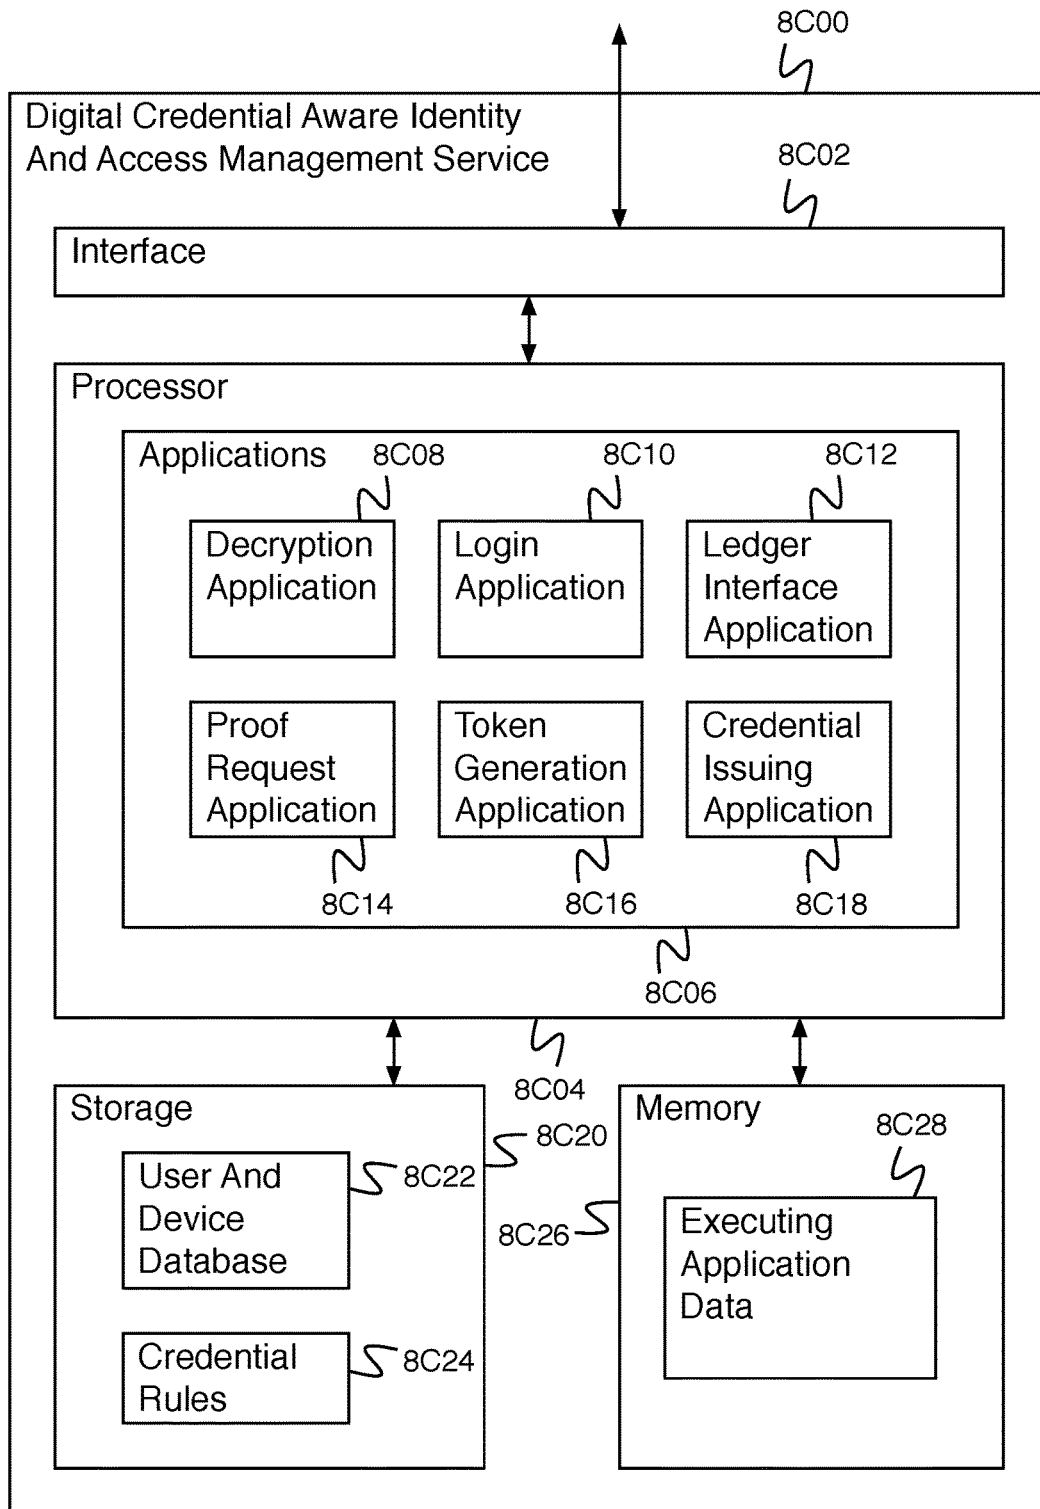 8C00
Digital Credential Aware Identity
And Access Management Service
8C02
Interface
Processor
Applications
8C08
8C10
8C12
Decryption
Application
Login
Application
Ledger
Interface
Application
Proof
Request
Application
Token
Generation
Application
Credential
Issuing
Application
8C14
8C16
8C18
8C06
8C04
Storage
8C20
User And
Device
Database
8C22
Credential
Rules
8C24
Memory
8C28
8C26
Executing
Application
Data